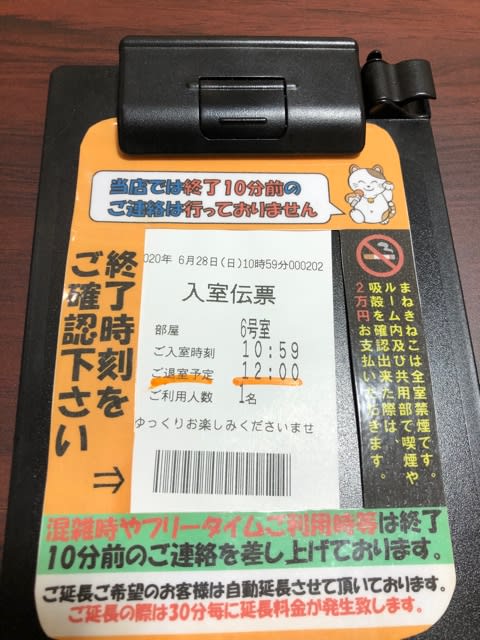 当店では終了10分前の
ご連絡は行っておりません
終了時刻を
ご確認下さい
⇒
020年 6月28日(日)10時59分000202
入室伝票
部屋 6号室
ご入室時刻 10:59
ご退室予定 12:00
ご利用人数 1名
ゆっくりお楽しみくださいませ
まねきねこは全室禁煙です。
ルーム内及び共用部で喫煙や
吸殻を確認出来た際は、
2万円お支払いただきます。
混雑時やフリータイムご利用時等は終了
10分前のご連絡を差し上げております。
ご延長ご希望のお客様は自動延長させて頂いております。
ご延長の際は30分毎に延長料金が発生致します。